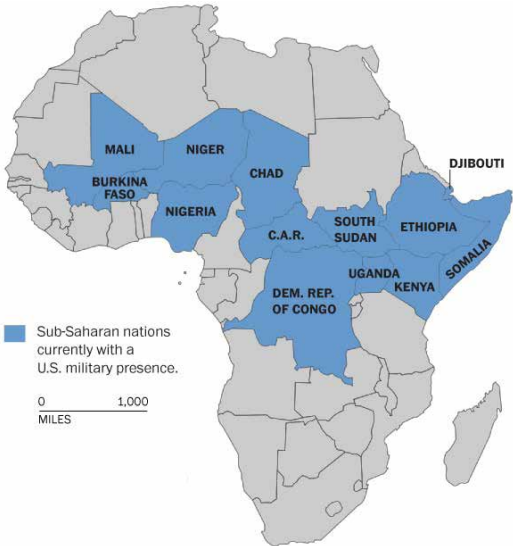 MALI
NIGER
CHAD
DJIBOUTI
BURKINA
FASO
NIGERIA
C.A.R.
SOUTH
SUDAN
ETHIOPIA
SOMALIA
UGANDA
KENYA
DEM. REP.
OF CONGO
Sub-Saharan nations
currently with a
U.S. military presence.
0 1,000
MILES